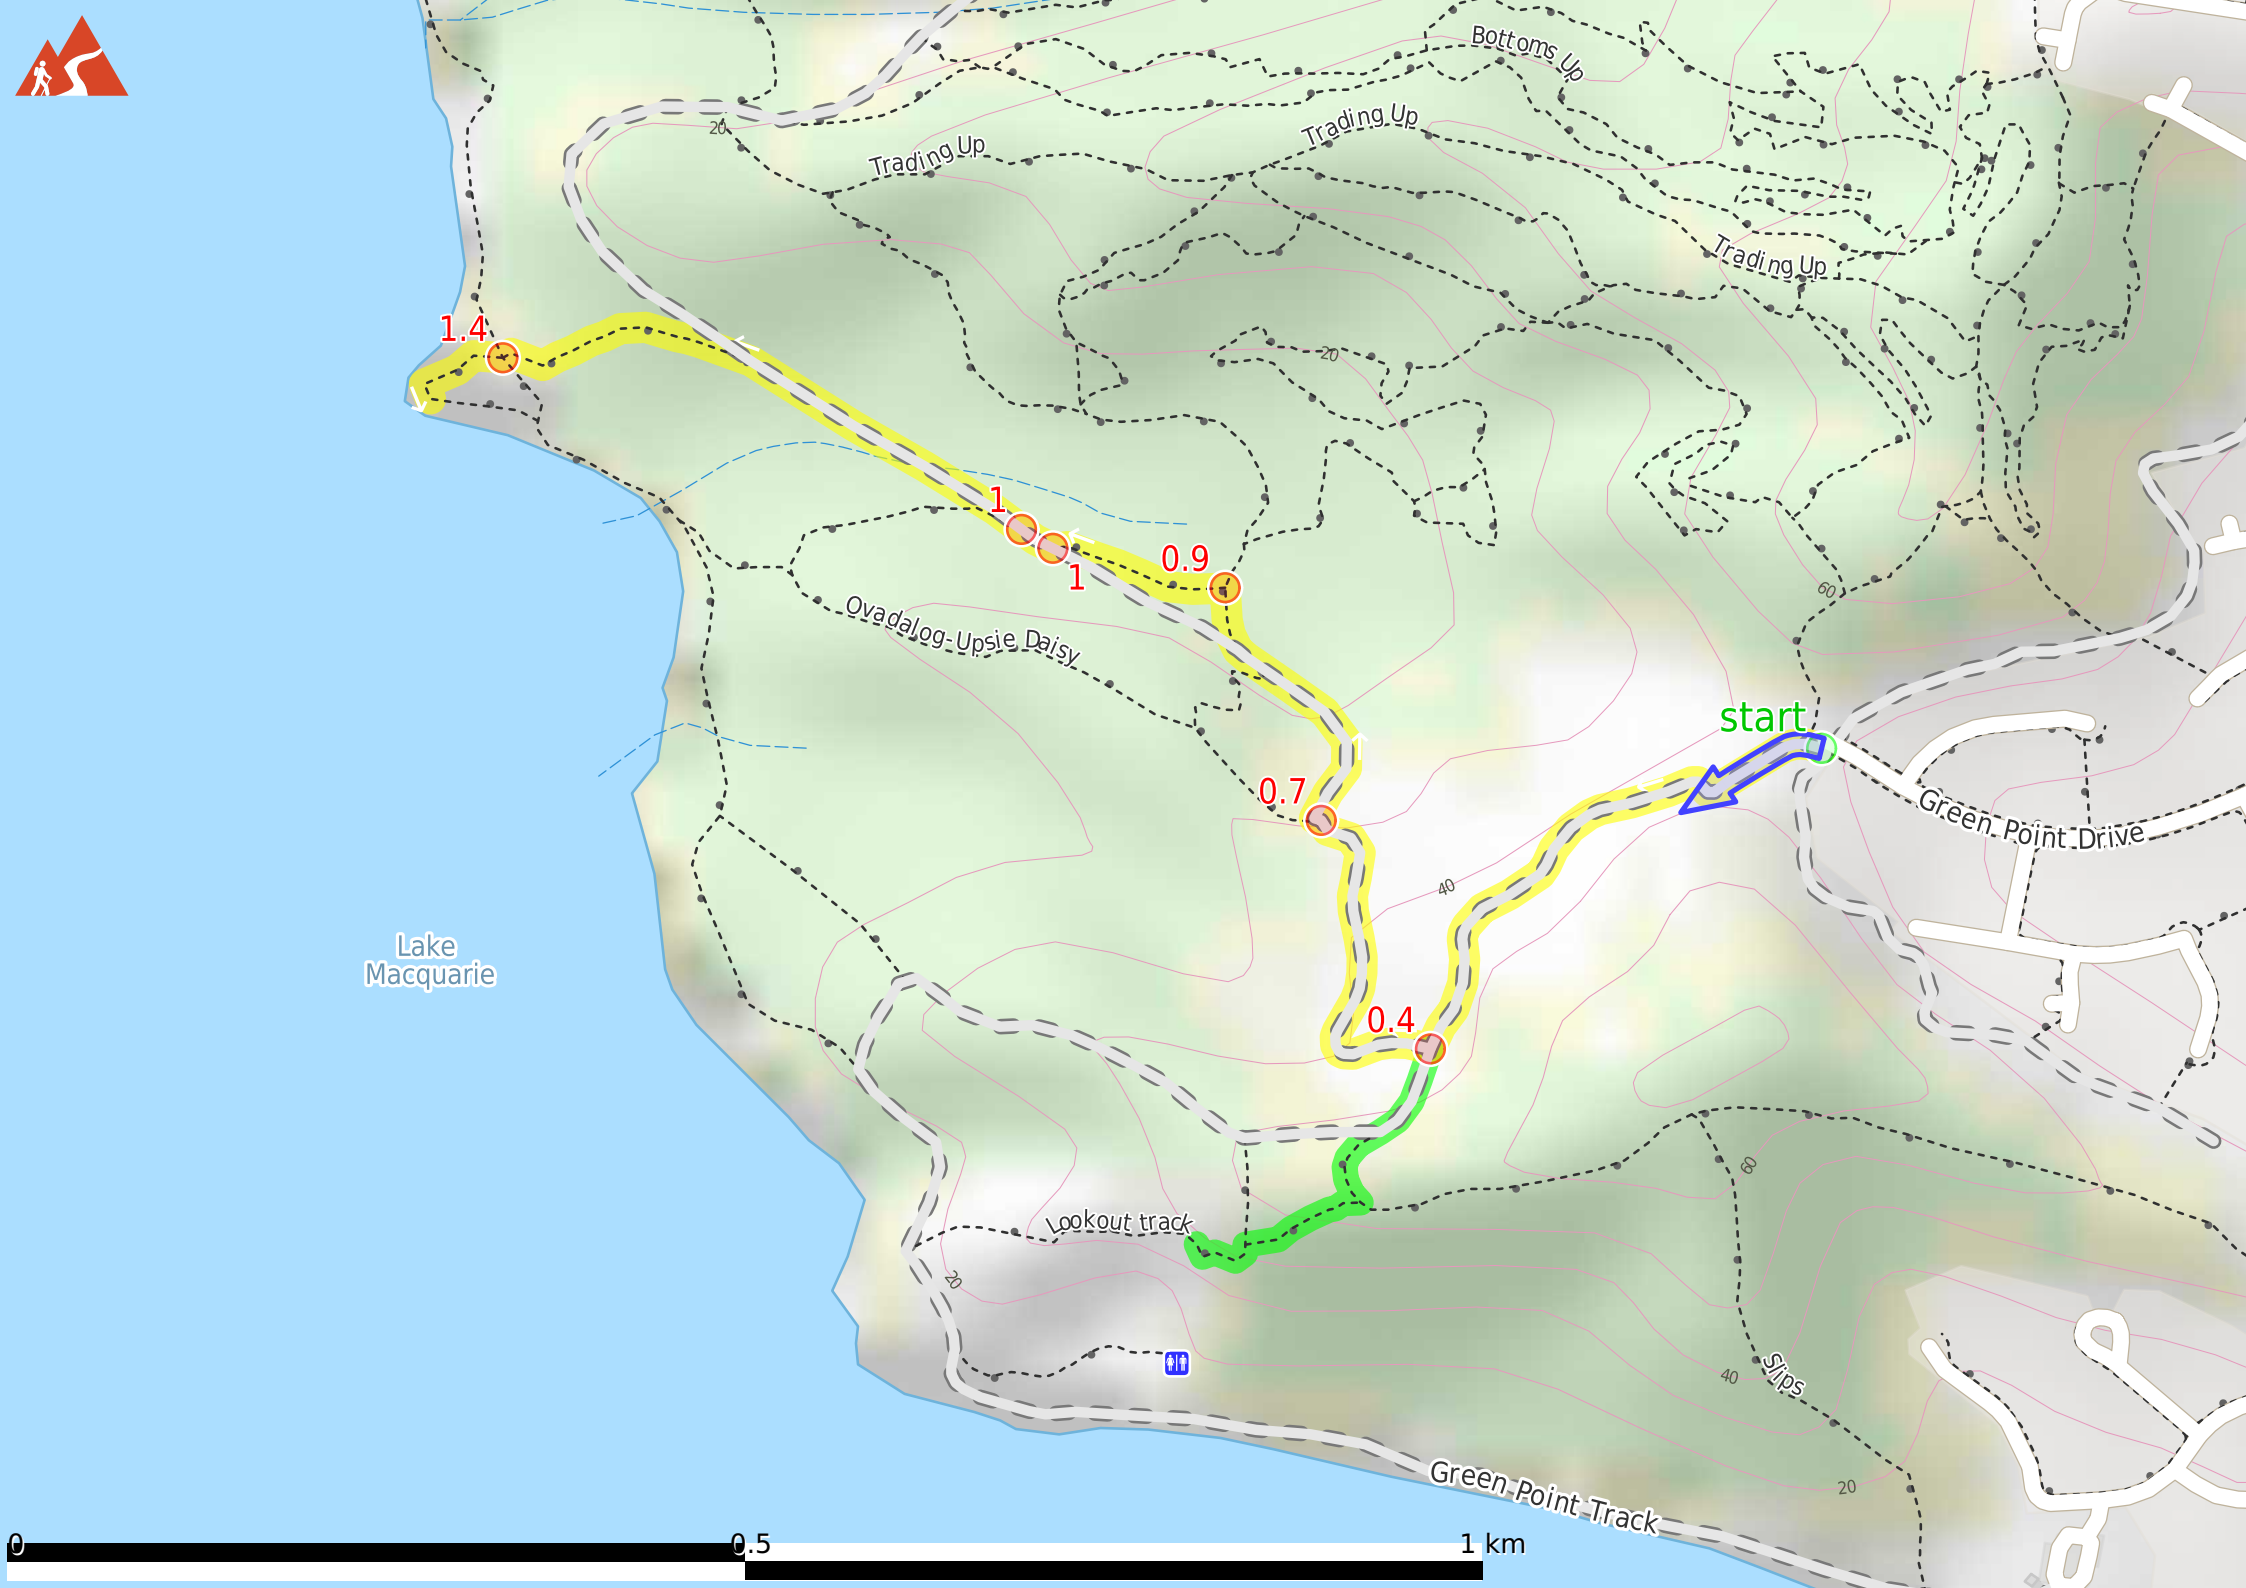 Bottoms Up
Trading Up
20
Trading Up
Trading Up
1.4
20
1
0.9
1
60
Ovadalog-Upsie Daisy
start
0.7
Green Point Drive
40
Lake
Macquarie
0.4
60
Lookout track
20
Slips
40
Green Point Track
20
0 0.5 1 km